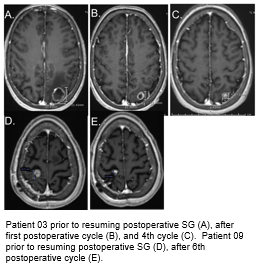 A.
B.
C.
D.
E.
Patient 03 prior to resuming postoperative SG (A), after
first postoperative cycle (B), and 4th cycle (C).  Patient 09
prior to resuming postoperative SG (D), after 6th
postoperative cycle (E).